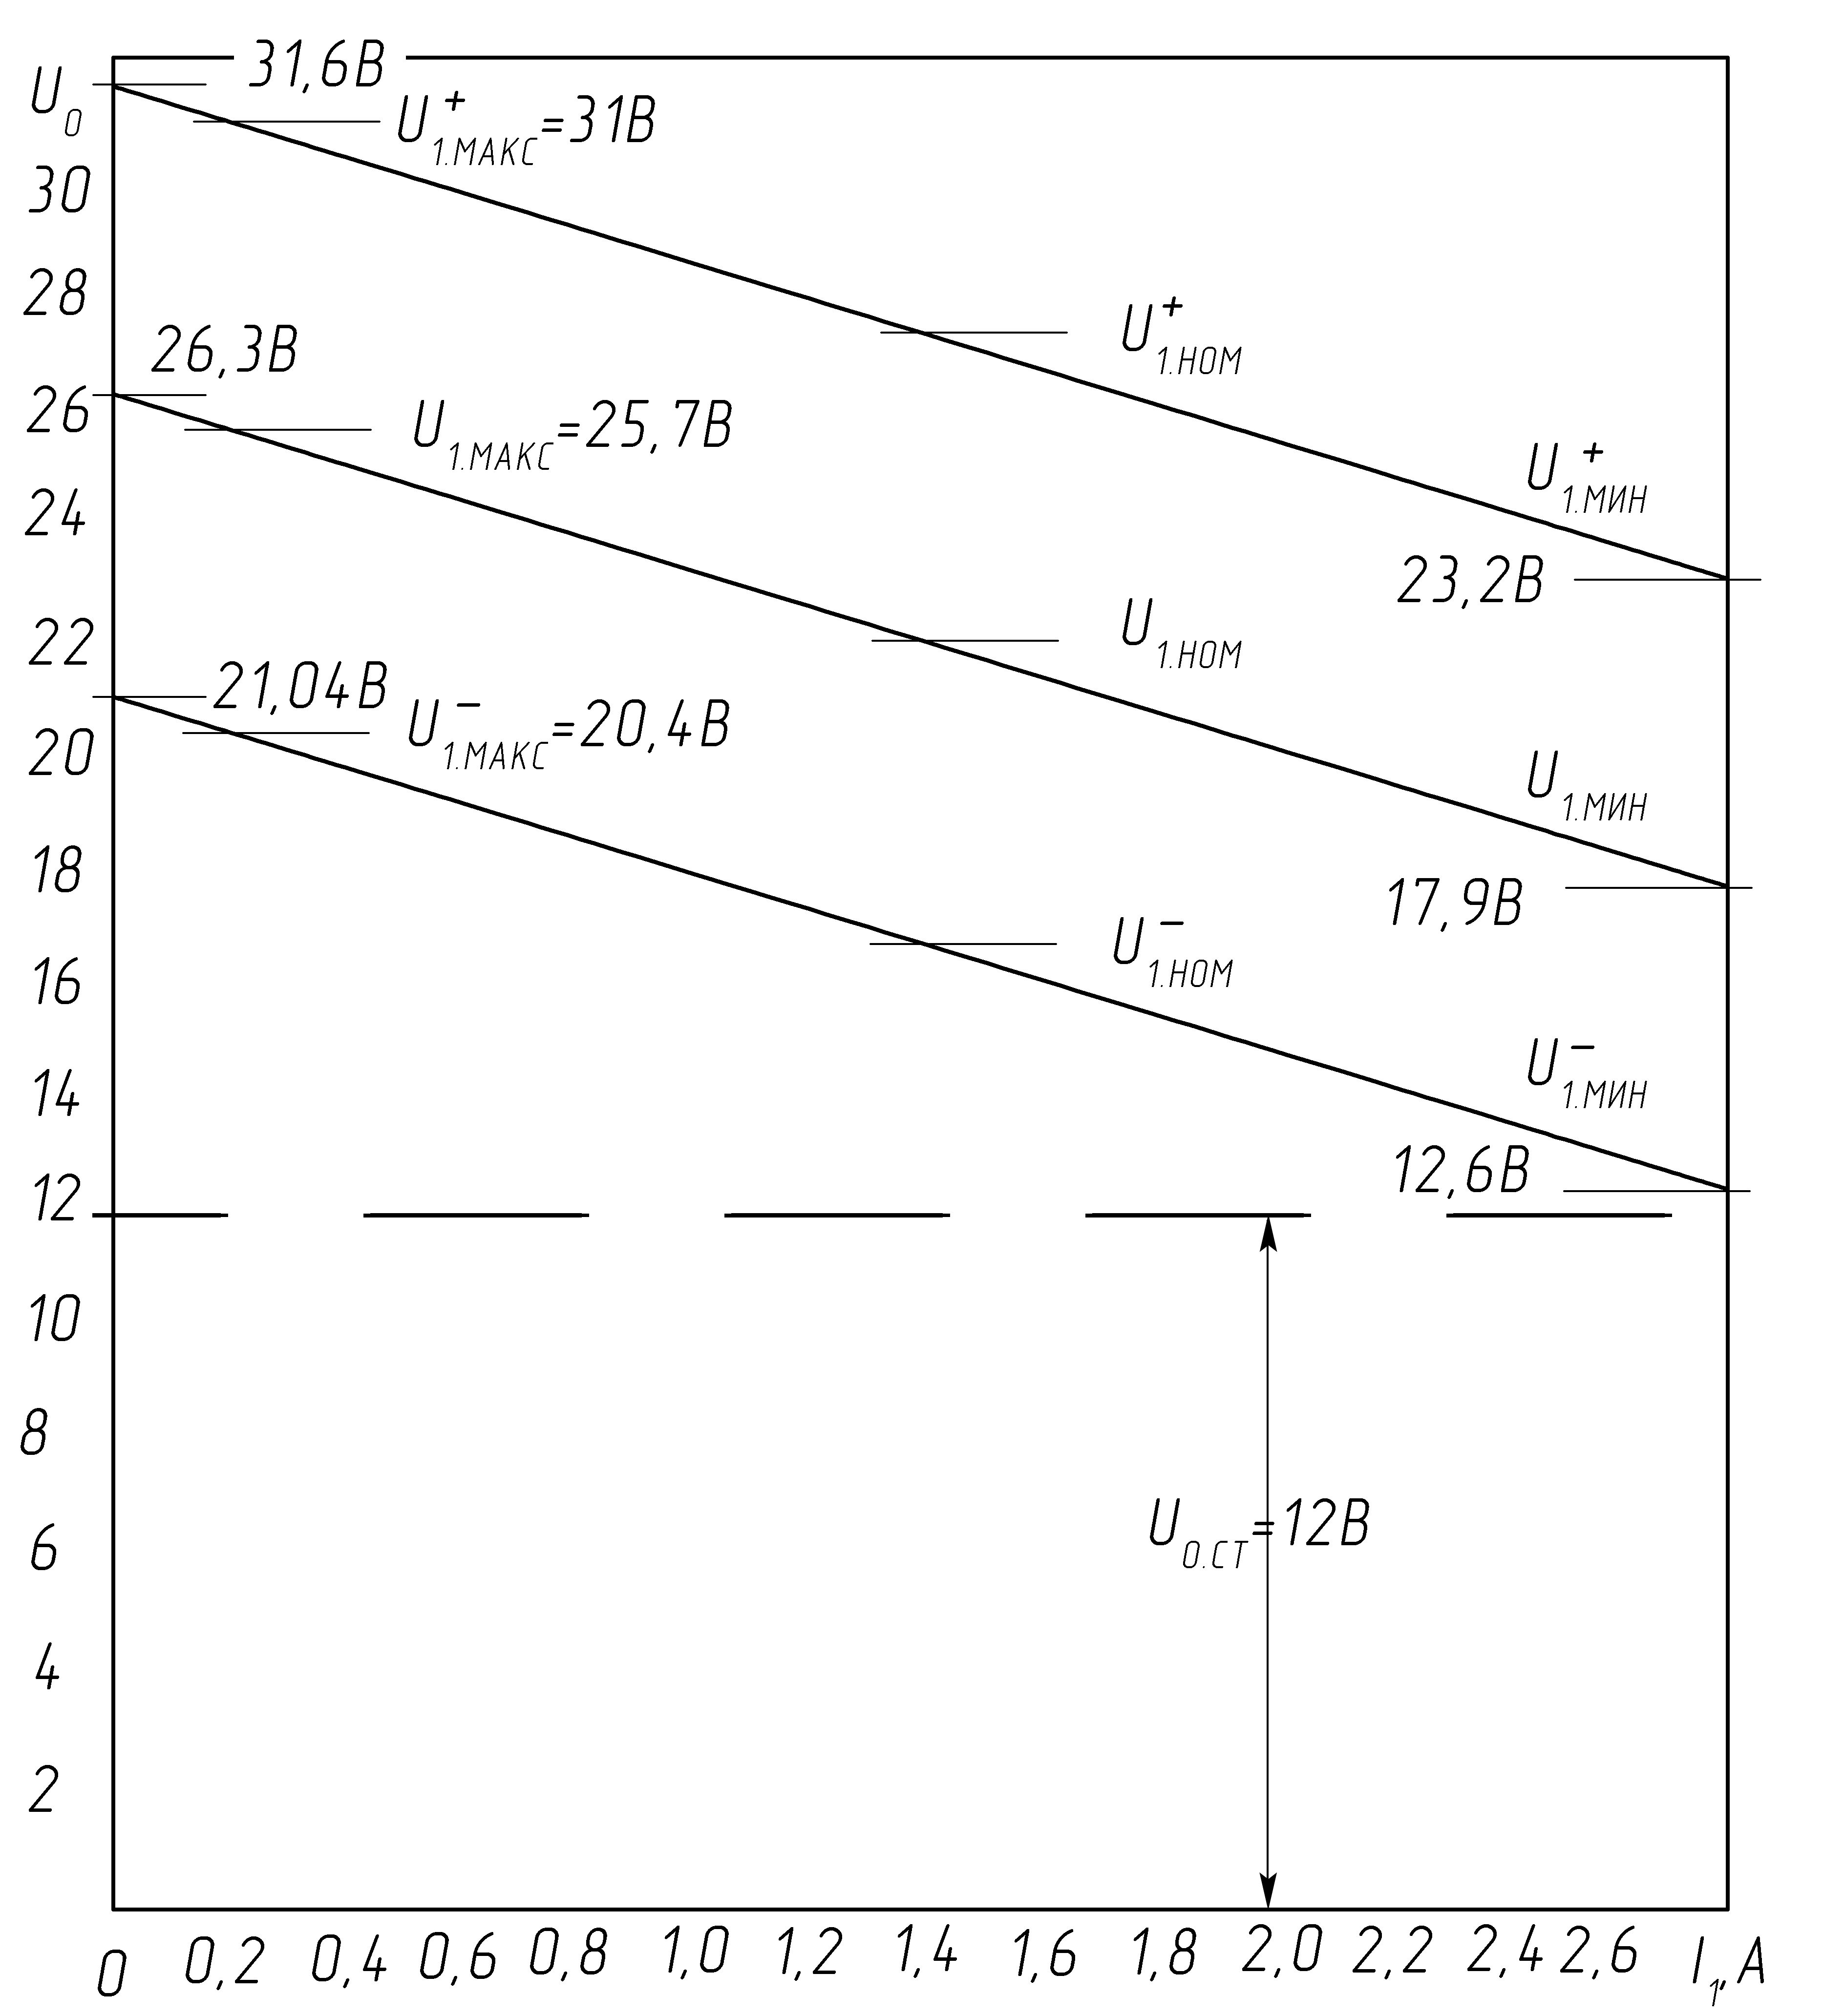 31,6В
U0
U+1.МАКС=31В
30
28
U+1.НОМ
26,3В
26
U1.МАКС=25,7В
U+1.МИН
24
23,2В
U1.НОМ
22
21,04В
U-1.МАКС=20,4В
20
U1.МИН
18
17,9В
U-1.НОМ
16
U-1.МИН
14
12,6В
12
10
8
U0.СТ=12В
6
4
2
0 0,2 0,4 0,6 0,8 1,0 1,2 1,4 1,6 1,8 2,0 2,2 2,4 2,6 I1,А